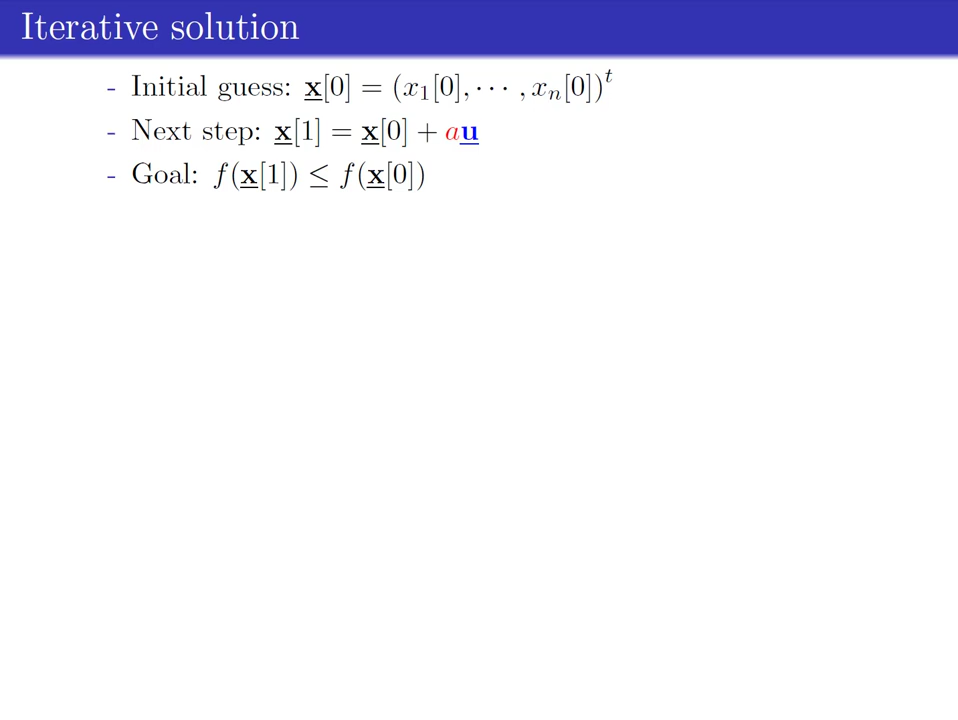 Iterative solution
- Initial guess: x[0] = (x₁[0], ⋯ , xₙ[0])ᵗ
- Next step: x[1] = x[0] + au
- Goal: f(x[1]) ≤ f(x[0])